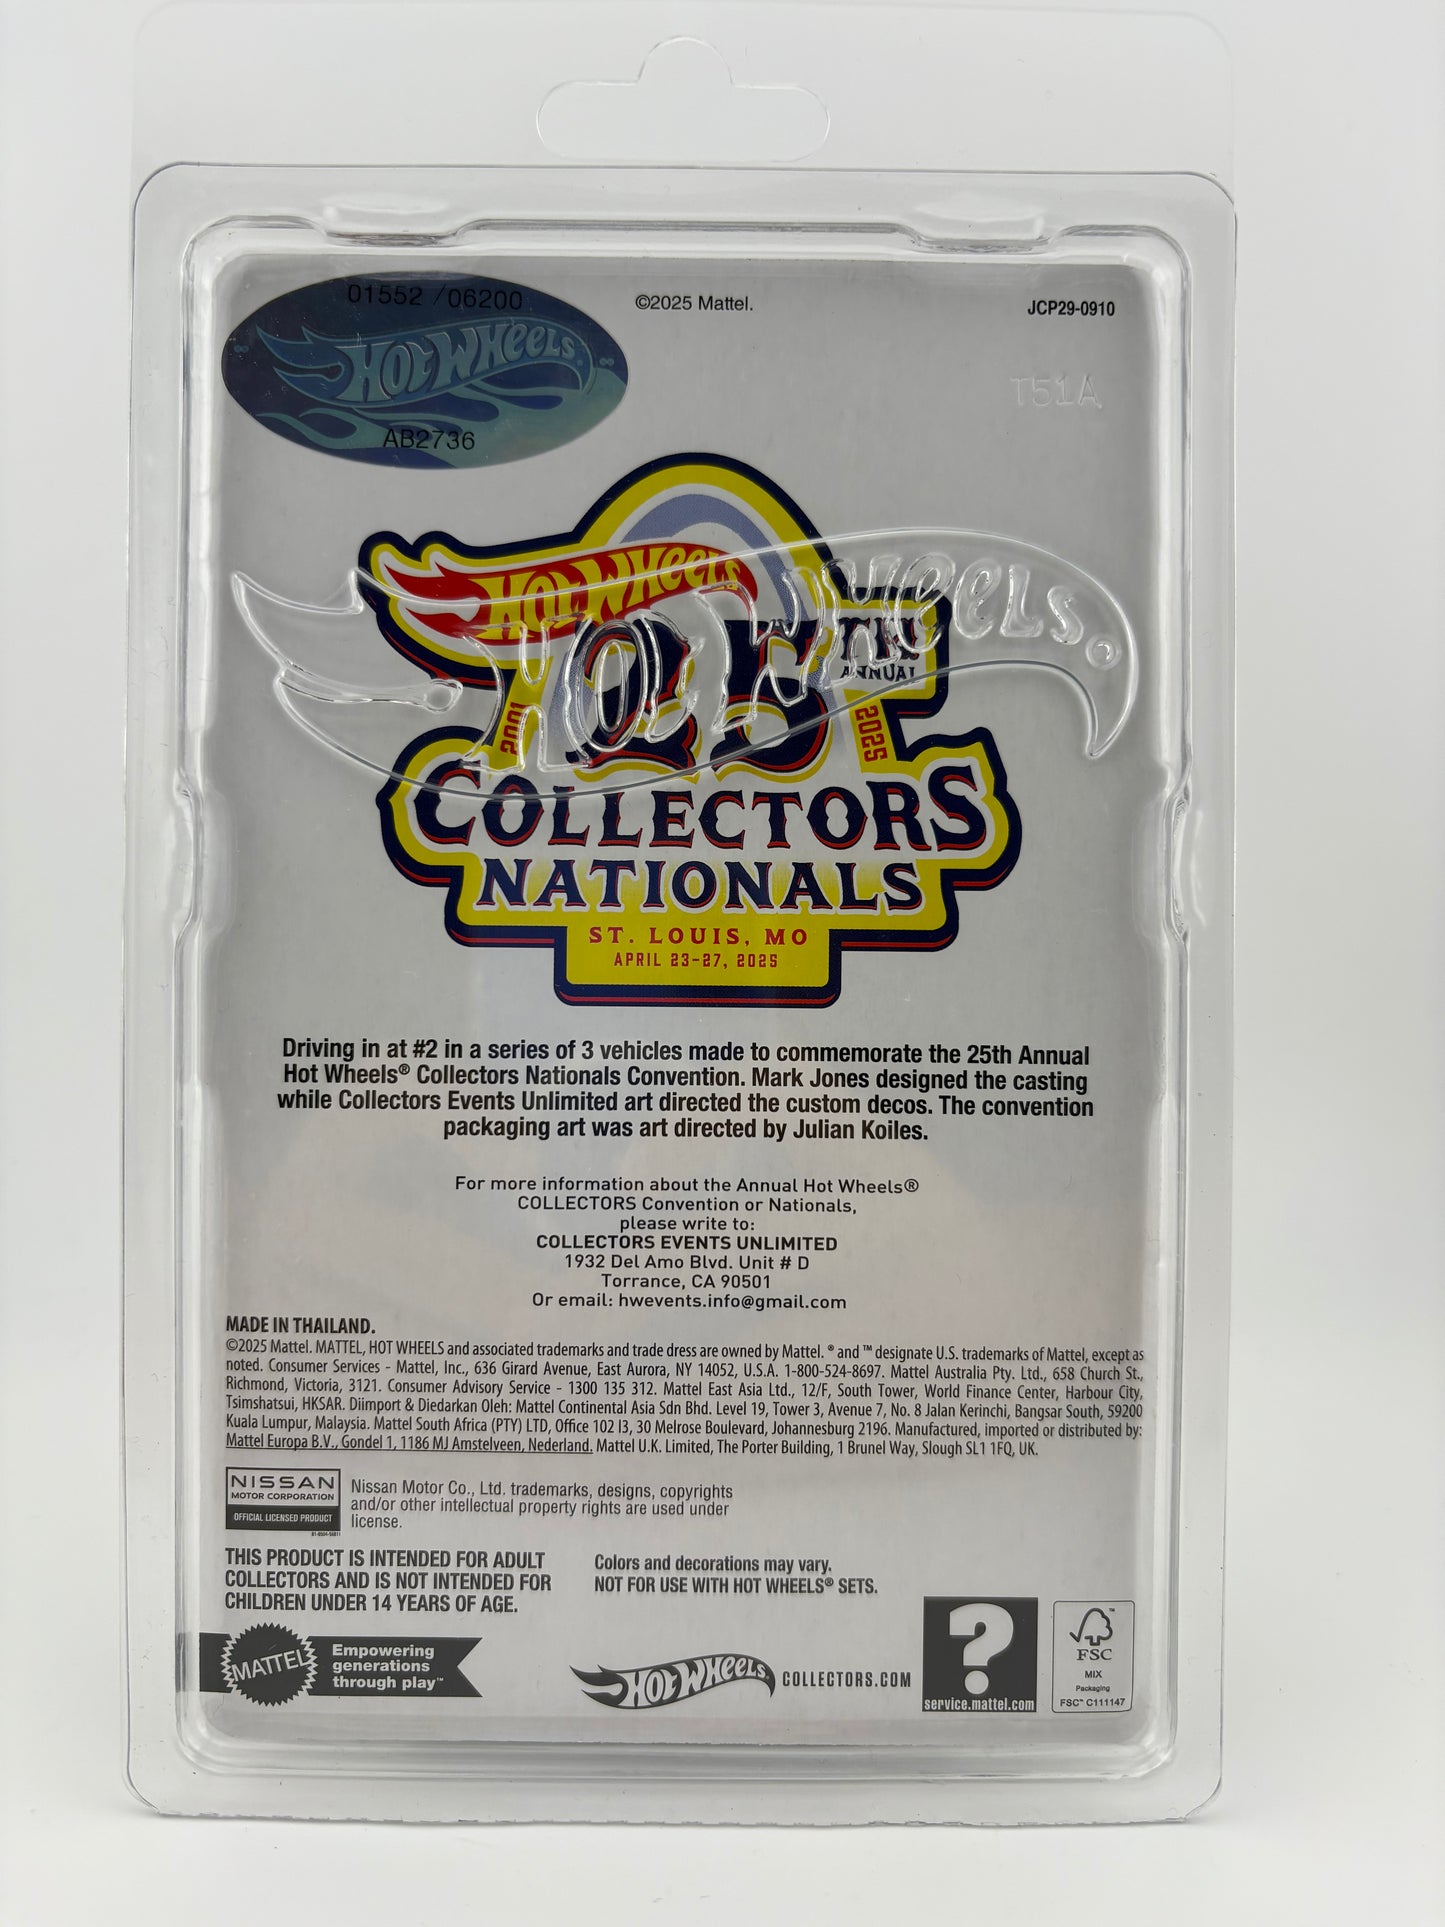 01552 /06200
HOT WHEELS
AB2736
©2025 Mattel.
JCP29-0910
T51A
HOT WHEELS
HOT WHEELS.
25TH
ANNUAL
2001
2025
COLLECTORS
NATIONALS
ST. LOUIS, MO
APRIL 23-27, 2025
Driving in at #2 in a series of 3 vehicles made to commemorate the 25th Annual
Hot Wheels® Collectors Nationals Convention. Mark Jones designed the casting
while Collectors Events Unlimited art directed the custom decos. The convention
packaging art was art directed by Julian Koiles.
For more information about the Annual Hot Wheels®
COLLECTORS Convention or Nationals,
please write to:
COLLECTORS EVENTS UNLIMITED
1932 Del Amo Blvd. Unit # D
Torrance, CA 90501
Or email: hwevents.info@gmail.com
MADE IN THAILAND.
©2025 Mattel. MATTEL, HOT WHEELS and associated trademarks and trade dress are owned by Mattel. ® and ™ designate U.S. trademarks of Mattel, except as
noted. Consumer Services - Mattel, Inc., 636 Girard Avenue, East Aurora, NY 14052, U.S.A. 1-800-524-8697. Mattel Australia Pty. Ltd., 658 Church St.,
Richmond, Victoria, 3121. Consumer Advisory Service - 1300 135 312. Mattel East Asia Ltd., 12/F, South Tower, World Finance Center, Harbour City,
Tsimshatsui, HKSAR. Diimport & Diedarkan Oleh: Mattel Continental Asia Sdn Bhd. Level 19, Tower 3, Avenue 7, No. 8 Jalan Kerinchi, Bangsar South, 59200
Kuala Lumpur, Malaysia. Mattel South Africa (PTY) LTD, Office 102 I3, 30 Melrose Boulevard, Johannesburg 2196. Manufactured, imported or distributed by:
Mattel Europa B.V., Gondel 1, 1186 MJ Amstelveen, Nederland. Mattel U.K. Limited, The Porter Building, 1 Brunel Way, Slough SL1 1FQ, UK.
NISSAN
MOTOR CORPORATION
OFFICIAL LICENSED PRODUCT
Nissan Motor Co., Ltd. trademarks, designs, copyrights
and/or other intellectual property rights are used under
license.
THIS PRODUCT IS INTENDED FOR ADULT
COLLECTORS AND IS NOT INTENDED FOR
CHILDREN UNDER 14 YEARS OF AGE.
Colors and decorations may vary.
NOT FOR USE WITH HOT WHEELS® SETS.
MATTEL
Empowering
generations
through play™
HOT WHEELS
COLLECTORS.COM
?
service.mattel.com
FSC
MIX
Packaging
FSC™ C111147